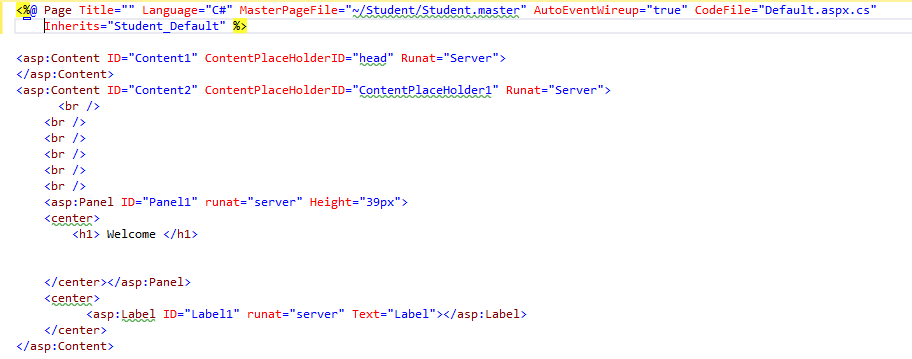 <%@ Page Title="" Language="C#" MasterPageFile="~/Student/Student.master" AutoEventWireup="true" CodeFile="Default.aspx.cs"
Inherits="Student_Default" %>
<asp:Content ID="Content1" ContentPlaceHolderID="head" Runat="Server">
</asp:Content>
<asp:Content ID="Content2" ContentPlaceHolderID="ContentPlaceHolder1" Runat="Server">
<br />
<br />
<br />
<br />
<br />
<br />
<asp:Panel ID="Panel1" runat="server" Height="39px">
<center>
<h1> Welcome </h1>
</center></asp:Panel>
<center>
<asp:Label ID="Label1" runat="server" Text="Label"></asp:Label>
</center>
</asp:Content>